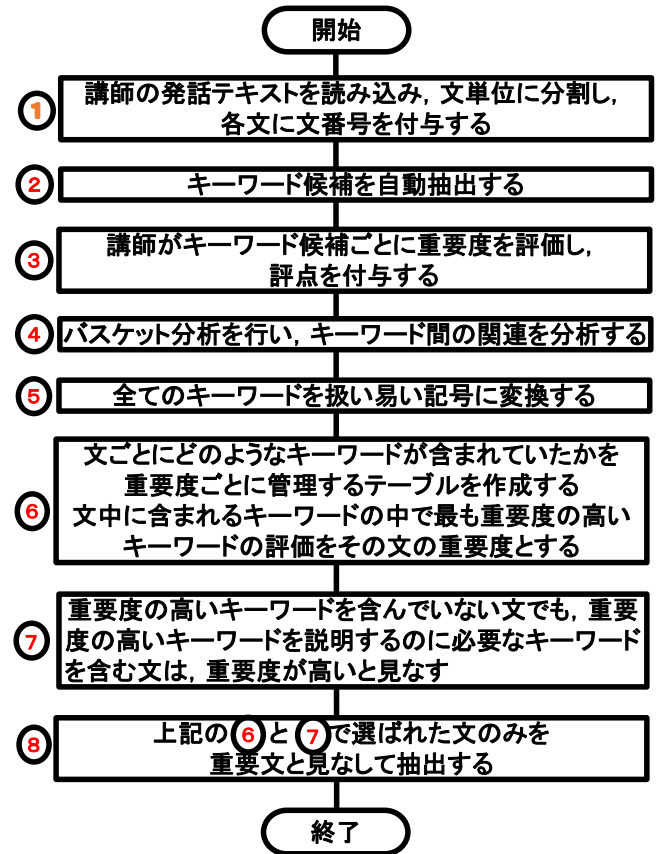 開始
1
講師の発話テキストを読み込み，文単位に分割し，
各文に文番号を付与する
2
キーワード候補を自動抽出する
3
講師がキーワード候補ごとに重要度を評価し，
評点を付与する
4
バスケット分析を行い，キーワード間の関連を分析する
5
全てのキーワードを扱い易い記号に変換する
6
文ごとにどのようなキーワードが含まれていたかを
重要度ごとに管理するテーブルを作成する
文中に含まれるキーワードの中で最も重要度の高い
キーワードの評価をその文の重要度とする
7
重要度の高いキーワードを含んでいない文でも，重要
度の高いキーワードを説明するのに必要なキーワード
を含む文は，重要度が高いと見なす
8
上記の6と7で選ばれた文のみを
重要文と見なして抽出する
終了